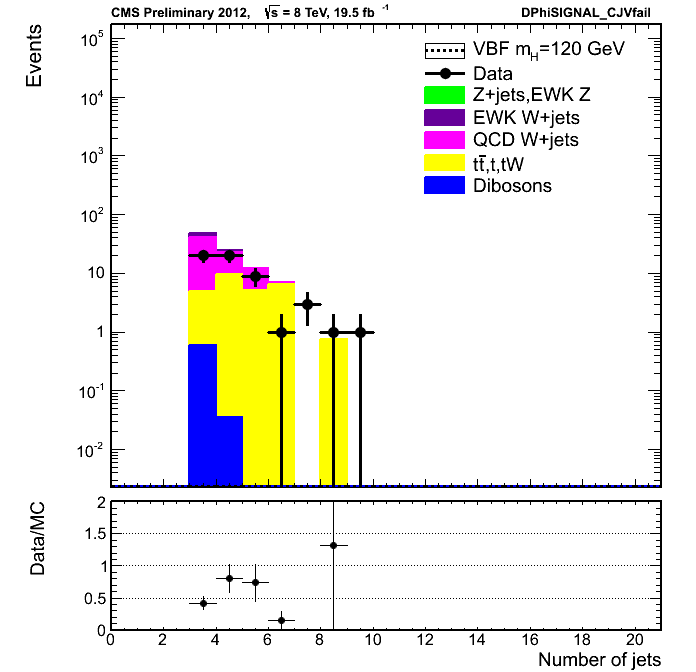 CMS Preliminary 2012, √s = 8 TeV, 19.5 fb⁻¹ DPhiSIGNAL_CJVfail
Events
10⁵
10⁴
10³
10²
10
1
10⁻¹
10⁻²
VBF m_H=120 GeV
Data
Z+jets,EWK Z
EWK W+jets
QCD W+jets
tt̅,t,tW
Dibosons
Data/MC
2
1.5
1
0.5
0
0 2 4 6 8 10 12 14 16 18 20
Number of jets